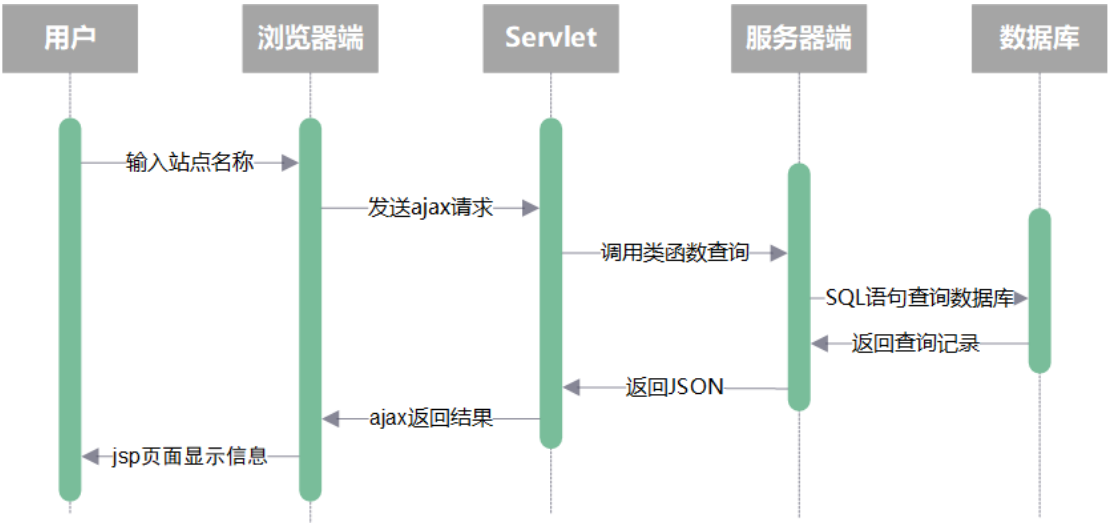 用户
浏览器端
Servlet
服务器端
数据库
输入站点名称
发送ajax请求
调用类函数查询
SQL语句查询数据库
返回查询记录
返回JSON
ajax返回结果
jsp页面显示信息